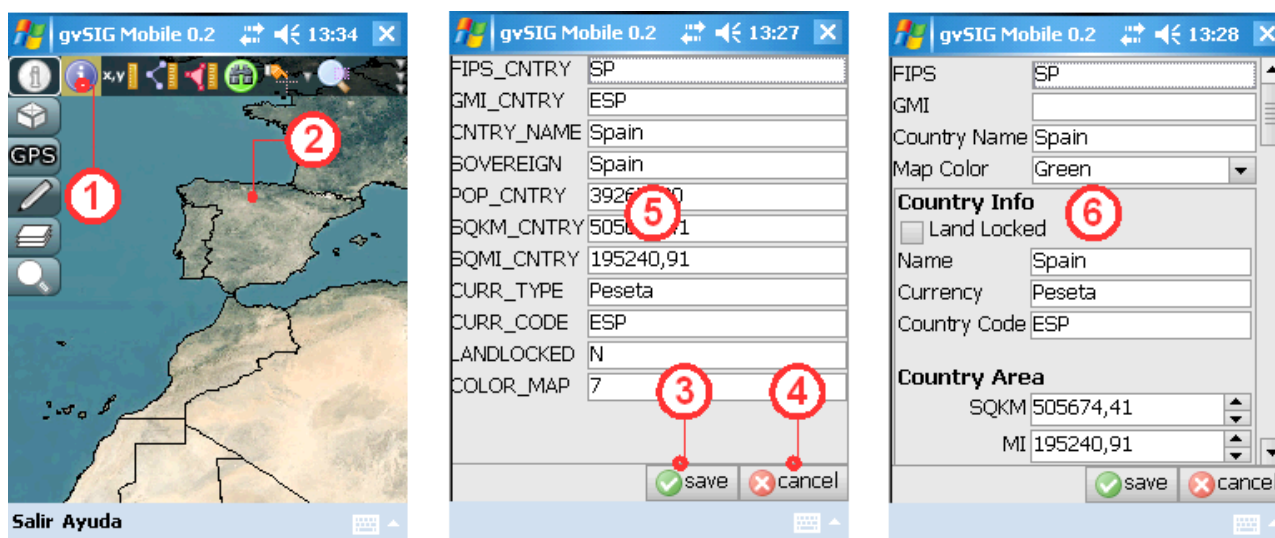 gvSIG Mobile 0.2 13:34
x,y
GPS
1
2
Salir Ayuda
gvSIG Mobile 0.2 13:27
FIPS_CNTRY SP
GMI_CNTRY ESP
CNTRY_NAME Spain
SOVEREIGN Spain
POP_CNTRY
SQKM_CNTRY
SQMI_CNTRY 195240,91
CURR_TYPE Peseta
CURR_CODE ESP
LANDLOCKED N
COLOR_MAP 7
5
3
4
save cancel
gvSIG Mobile 0.2 13:28
FIPS SP
GMI
Country Name Spain
Map Color Green
Country Info
6
Land Locked
Name Spain
Currency Peseta
Country Code ESP
Country Area
SQKM 505674,41
MI 195240,91
save cancel